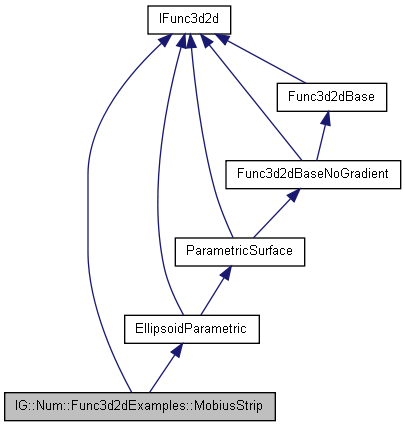 IFunc3d2d
Func3d2dBase
Func3d2dBaseNoGradient
ParametricSurface
EllipsoidParametric
IG::Num::Func3d2dExamples::MobiusStrip